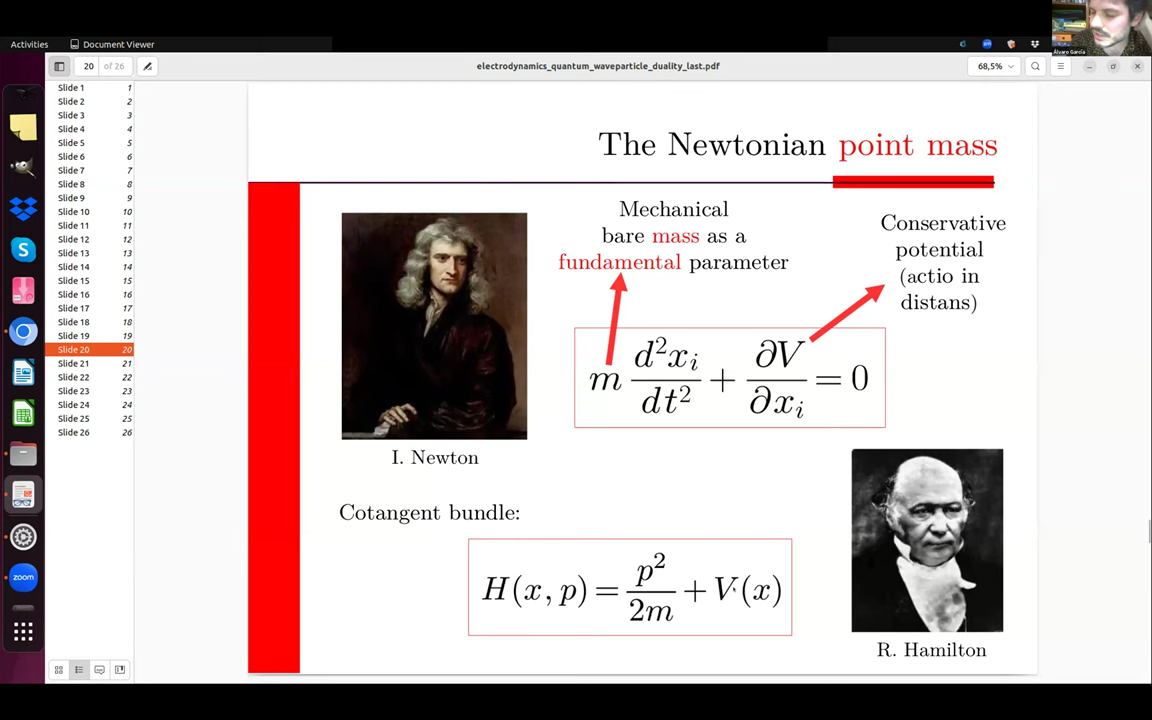 Activities
Document Viewer
Álvaro García
20 of 26
electrodynamics_quantum_waveparticle_duality_last.pdf
68,5%
Slide 1 1
Slide 2 2
Slide 3 3
Slide 4 4
Slide 5 5
Slide 6 6
Slide 7 7
Slide 8 8
Slide 9 9
Slide 10 10
Slide 11 11
Slide 12 12
Slide 13 13
Slide 14 14
Slide 15 15
Slide 16 16
Slide 17 17
Slide 18 18
Slide 19 19
Slide 20 20
Slide 21 21
Slide 22 22
Slide 23 23
Slide 24 24
Slide 25 25
Slide 26 26
zoom
The Newtonian point mass
Mechanical
bare mass as a
fundamental parameter
Conservative
potential
(actio in
distans)
m d²xᵢ/dt² + ∂V/∂xᵢ = 0
I. Newton
Cotangent bundle:
H(x, p) = p²/2m + V(x)
R. Hamilton